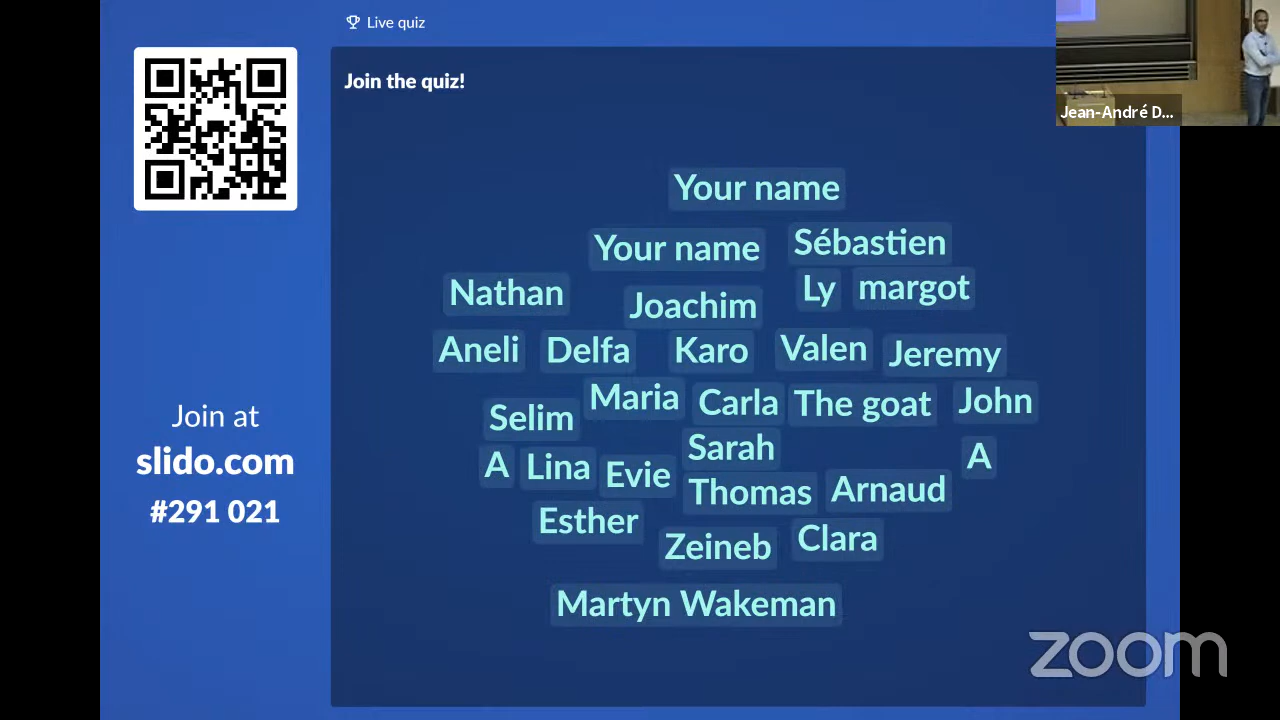 Live quiz
Join the quiz!
Jean-André D...
Your name
Your name
Sébastien
Nathan
Joachim
Ly
margot
Aneli
Delfa
Karo
Valen
Jeremy
Selim
Maria
Carla
The goat
John
A
Lina
Evie
Sarah
Thomas
Arnaud
A
Esther
Zeineb
Clara
Martyn Wakeman
Join at
slido.com
#291 021
zoom